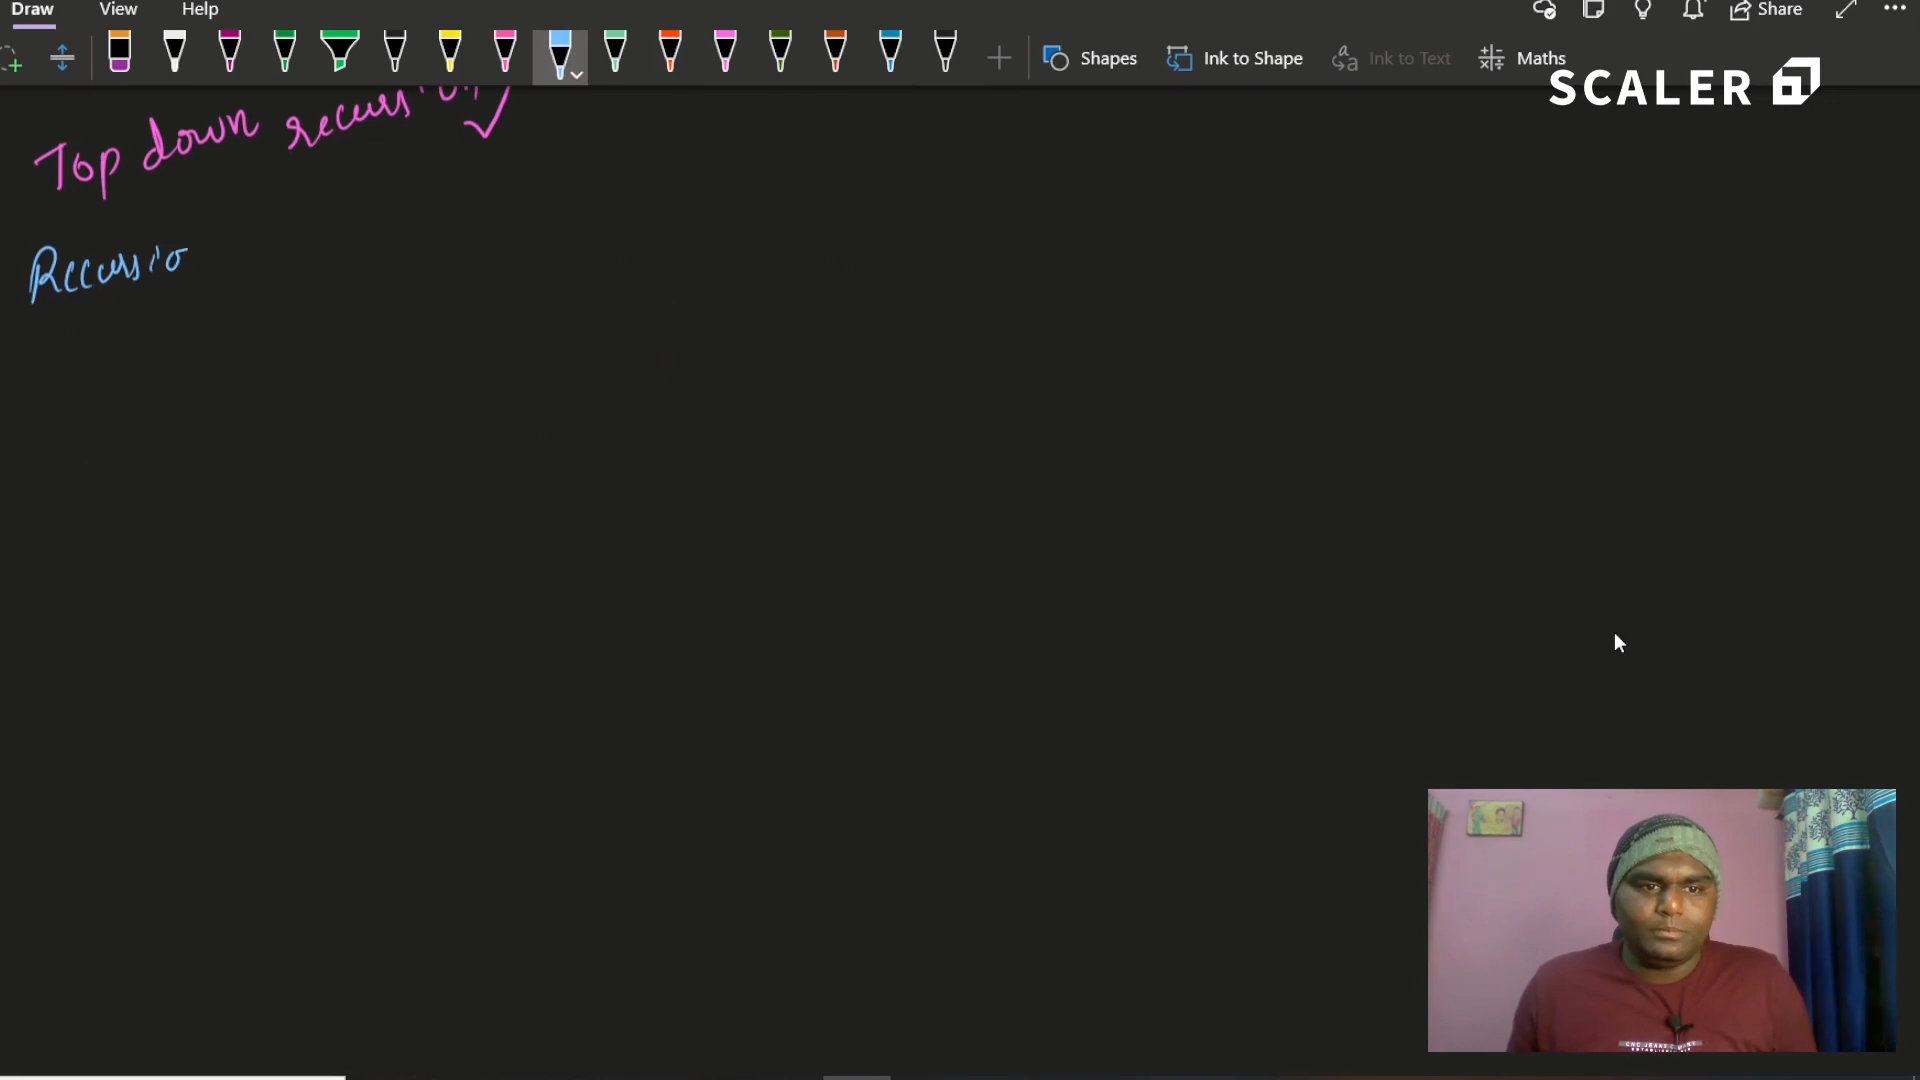 Draw View Help Share
Shapes Ink to Shape Ink to Text Maths
SCALER
Top down recursion
Recursio